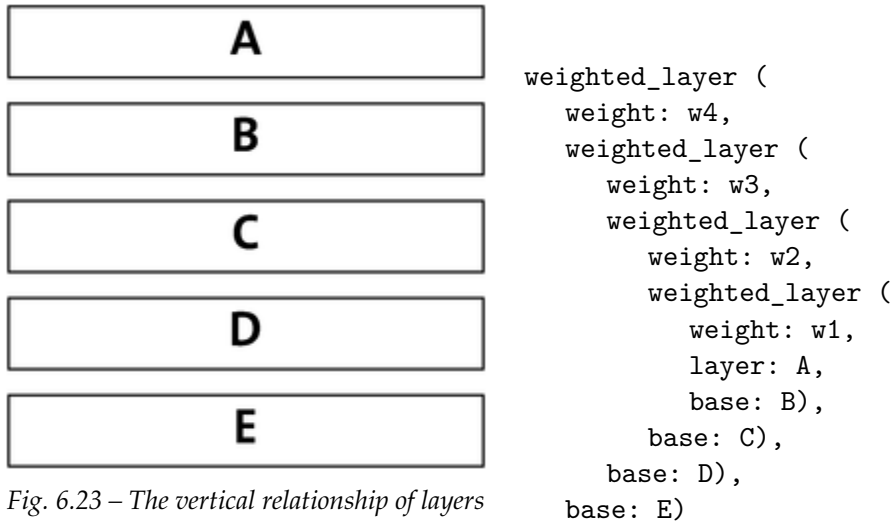 A
B
C
D
E
Fig. 6.23 – The vertical relationship of layers
weighted_layer (
weight: w4,
weighted_layer (
weight: w3,
weighted_layer (
weight: w2,
weighted_layer (
weight: w1,
layer: A,
base: B),
base: C),
base: D),
base: E)